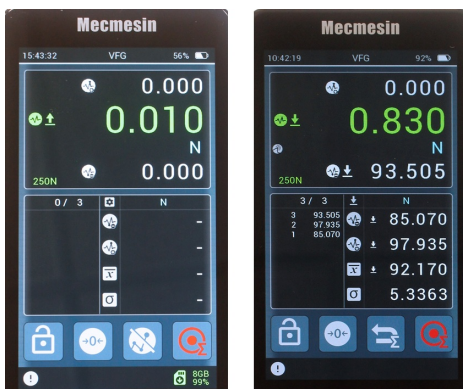 Mecmesin
15:43:32 VFG 56%
0.000
0.010
N
0.000
250N
0 / 3 N
-
-
x̄ -
σ -
→0←
Σ
8GB
99%
Mecmesin
10:42:19 VFG 92%
0.000
0.830
N
93.505
250N
3 / 3 N
3 93.505
2 97.935
1 85.070
85.070
97.935
x̄ 92.170
σ 5.3363
→0←
Σ
Σ